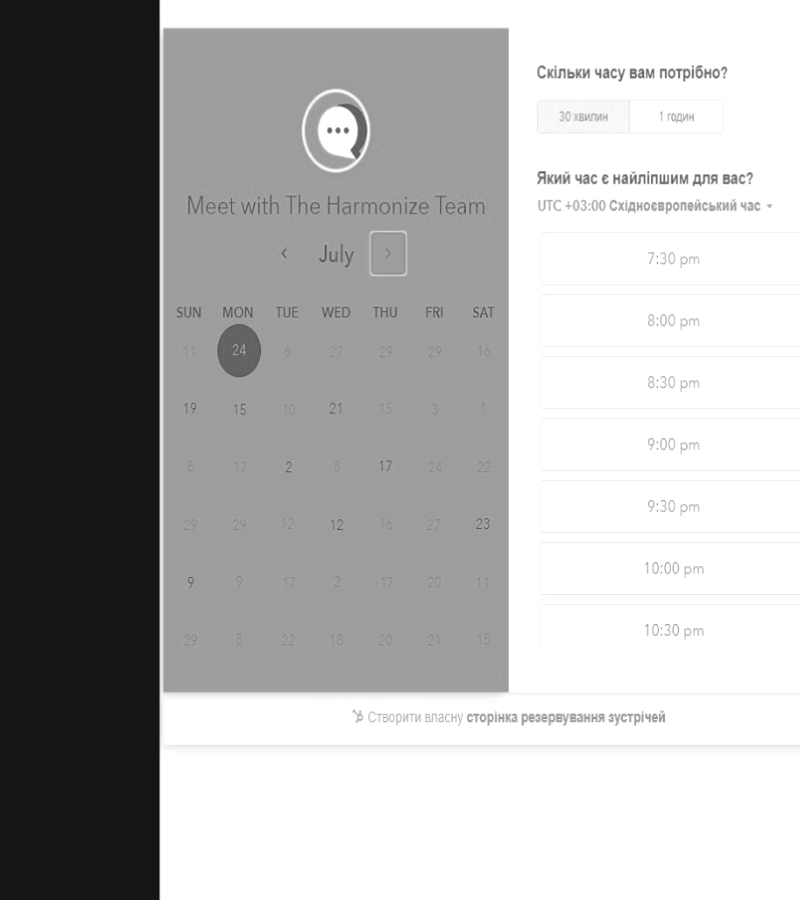 Meet with The Harmonize Team
July
SUN MON TUE WED THU FRI SAT
11 24 6 27 29 29 16
19 15 10 21 15 3 1
8 17 2 8 17 24 22
29 29 12 12 16 27 23
9 9 17 2 17 20 11
29 8 22 18 20 21 15
Скільки часу вам потрібно?
30 хвилин 1 годин
Який час є найліпшим для вас?
UTC +03:00 Східноєвропейський час
7:30 pm
8:00 pm
8:30 pm
9:00 pm
9:30 pm
10:00 pm
10:30 pm
Створити власну сторінка резервування зустрічей